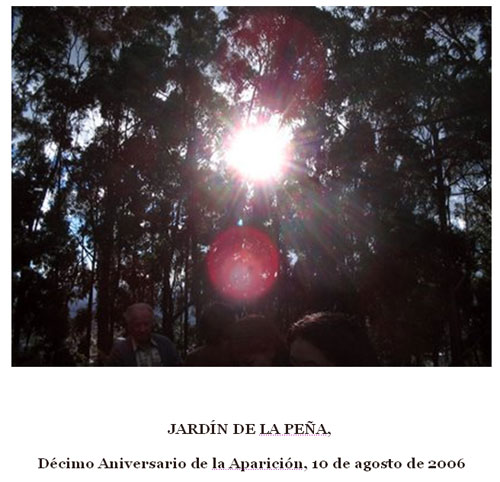 JARDÍN DE LA PEÑA,
Décimo Aniversario de la Aparición, 10 de agosto de 2006